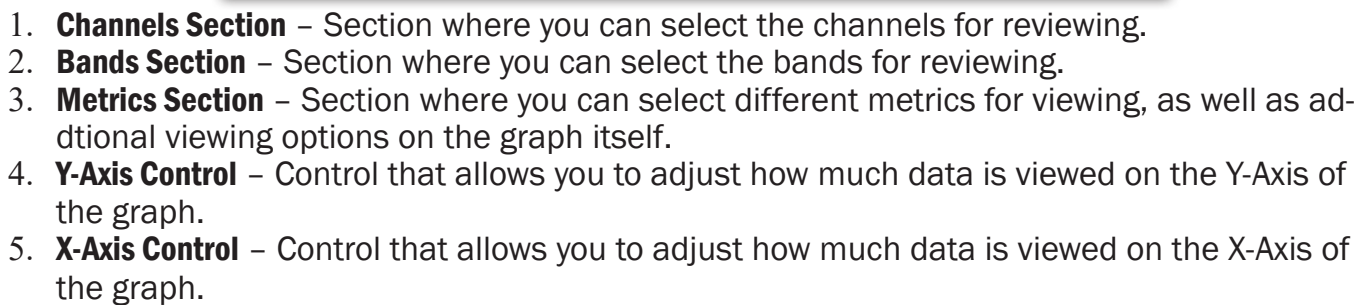 1. Channels Section – Section where you can select the channels for reviewing.
2. Bands Section – Section where you can select the bands for reviewing.
3. Metrics Section – Section where you can select different metrics for viewing, as well as ad-
dtional viewing options on the graph itself.
4. Y-Axis Control – Control that allows you to adjust how much data is viewed on the Y-Axis of
the graph.
5. X-Axis Control – Control that allows you to adjust how much data is viewed on the X-Axis of
the graph.